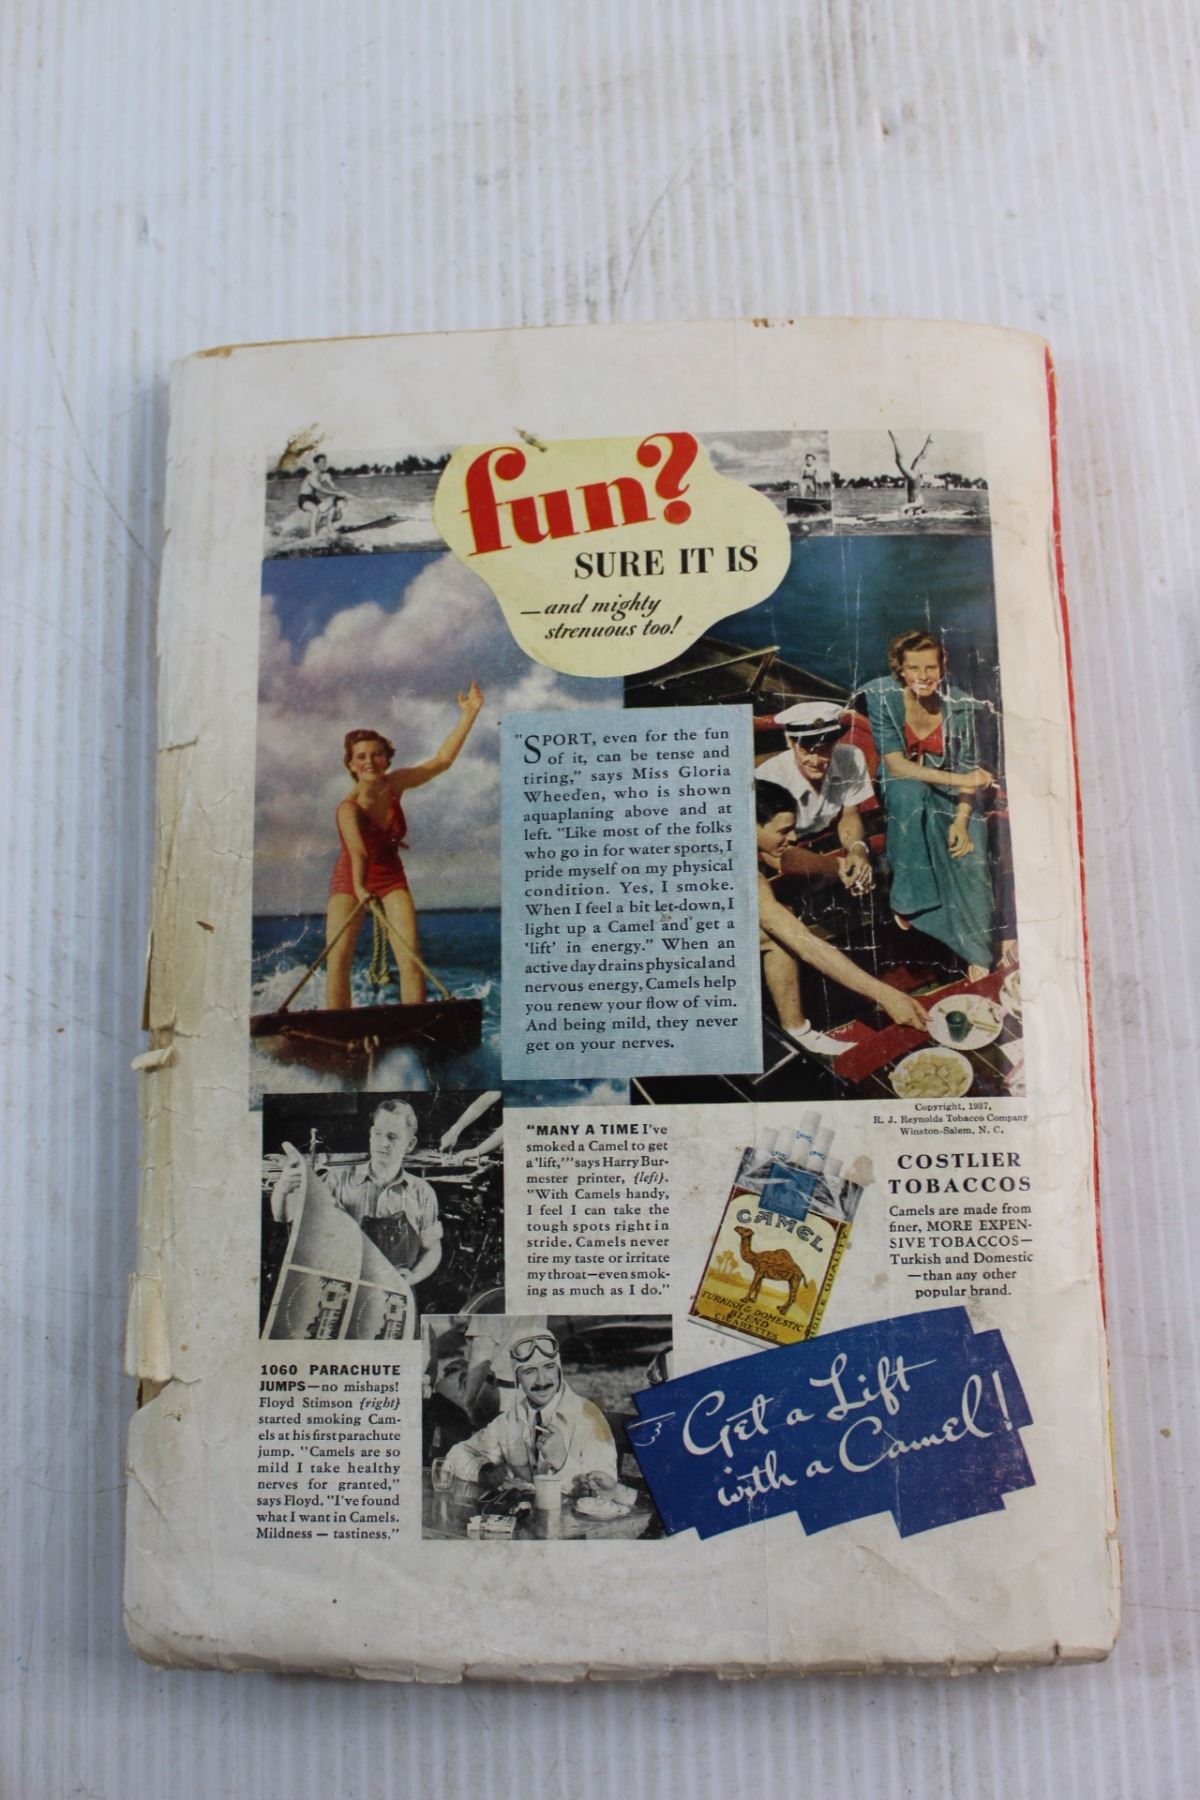 fun?
SURE IT IS
—and mighty
strenuous too!
"SPORT, even for the fun
of it, can be tense and
tiring," says Miss Gloria
Wheeden, who is shown
aquaplaning above and at
left. "Like most of the folks
who go in for water sports, I
pride myself on my physical
condition. Yes, I smoke.
When I feel a bit let-down, I
light up a Camel and get a
'lift' in energy." When an
active day drains physical and
nervous energy, Camels help
you renew your flow of vim.
And being mild, they never
get on your nerves.
Copyright, 1937,
R. J. Reynolds Tobacco Company
Winston-Salem, N. C.
"MANY A TIME I've
smoked a Camel to get
a 'lift,'" says Harry Bur-
mester printer, {left}.
"With Camels handy,
I feel I can take the
tough spots right in
stride. Camels never
tire my taste or irritate
my throat—even smok-
ing as much as I do."
CAMEL
TURKISH & DOMESTIC
BLEND
CIGARETTES
CHOICE QUALITY
COSTLIER
TOBACCOS
Camels are made from
finer, MORE EXPEN-
SIVE TOBACCOS—
Turkish and Domestic
—than any other
popular brand.
1060 PARACHUTE
JUMPS—no mishaps!
Floyd Stimson {right}
started smoking Cam-
els at his first parachute
jump. "Camels are so
mild I take healthy
nerves for granted,"
says Floyd. "I've found
what I want in Camels.
Mildness — tastiness."
Get a Lift
with a Camel!